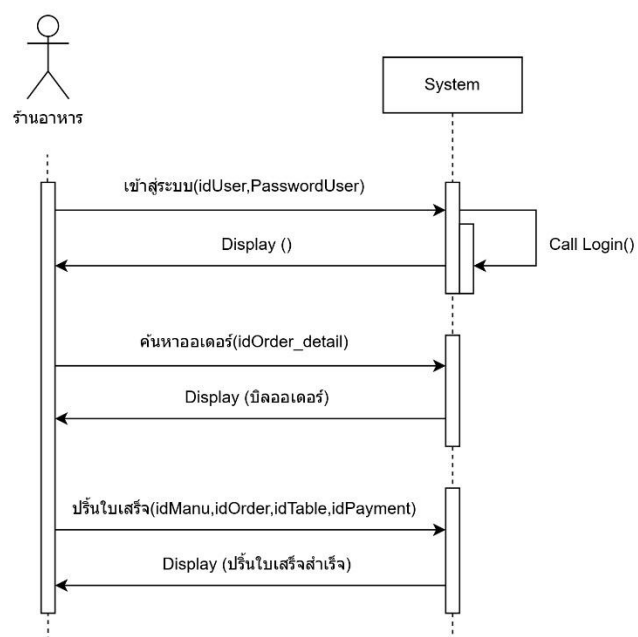 System
ร้านอาหาร
เข้าสู่ระบบ(idUser,PasswordUser)
Display ()
Call Login()
ค้นหาออเดอร์(idOrder_detail)
Display (บิลออเดอร์)
ปริ้นใบเสร็จ(idManu,idOrder,idTable,idPayment)
Display (ปริ้นใบเสร็จสำเร็จ)